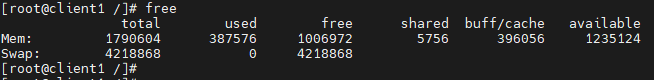 [root@client1 /]# free
              total        used        free      shared  buff/cache   available
Mem:        1790604      387576     1006972        5756      396056     1235124
Swap:       4218868           0     4218868
[root@client1 /]#